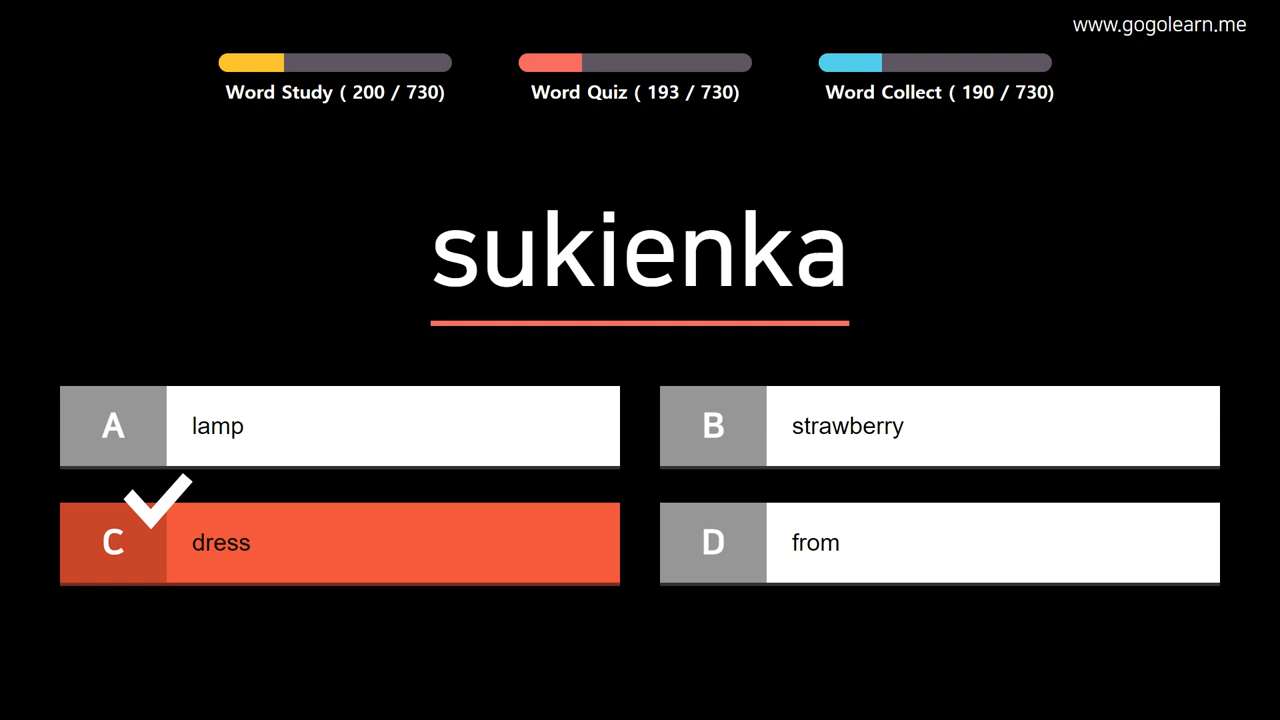 www.gogolearn.me
Word Study ( 200 / 730)
Word Quiz ( 193 / 730)
Word Collect ( 190 / 730)
sukienka
A lamp
B strawberry
C dress
D from